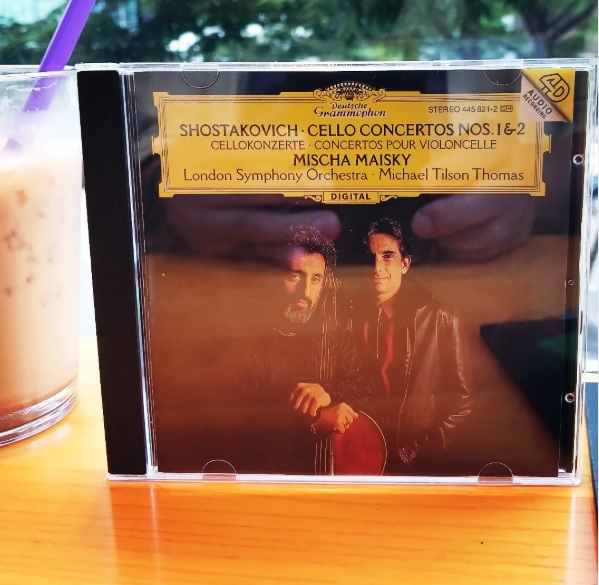 Deutsche
Grammophon
STEREO 445 821-2 GH
4D
AUDIO
RECORDING
SHOSTAKOVICH · CELLO CONCERTOS NOS. 1 & 2
CELLOKONZERTE · CONCERTOS POUR VIOLONCELLE
MISCHA MAISKY
London Symphony Orchestra · Michael Tilson Thomas
DIGITAL